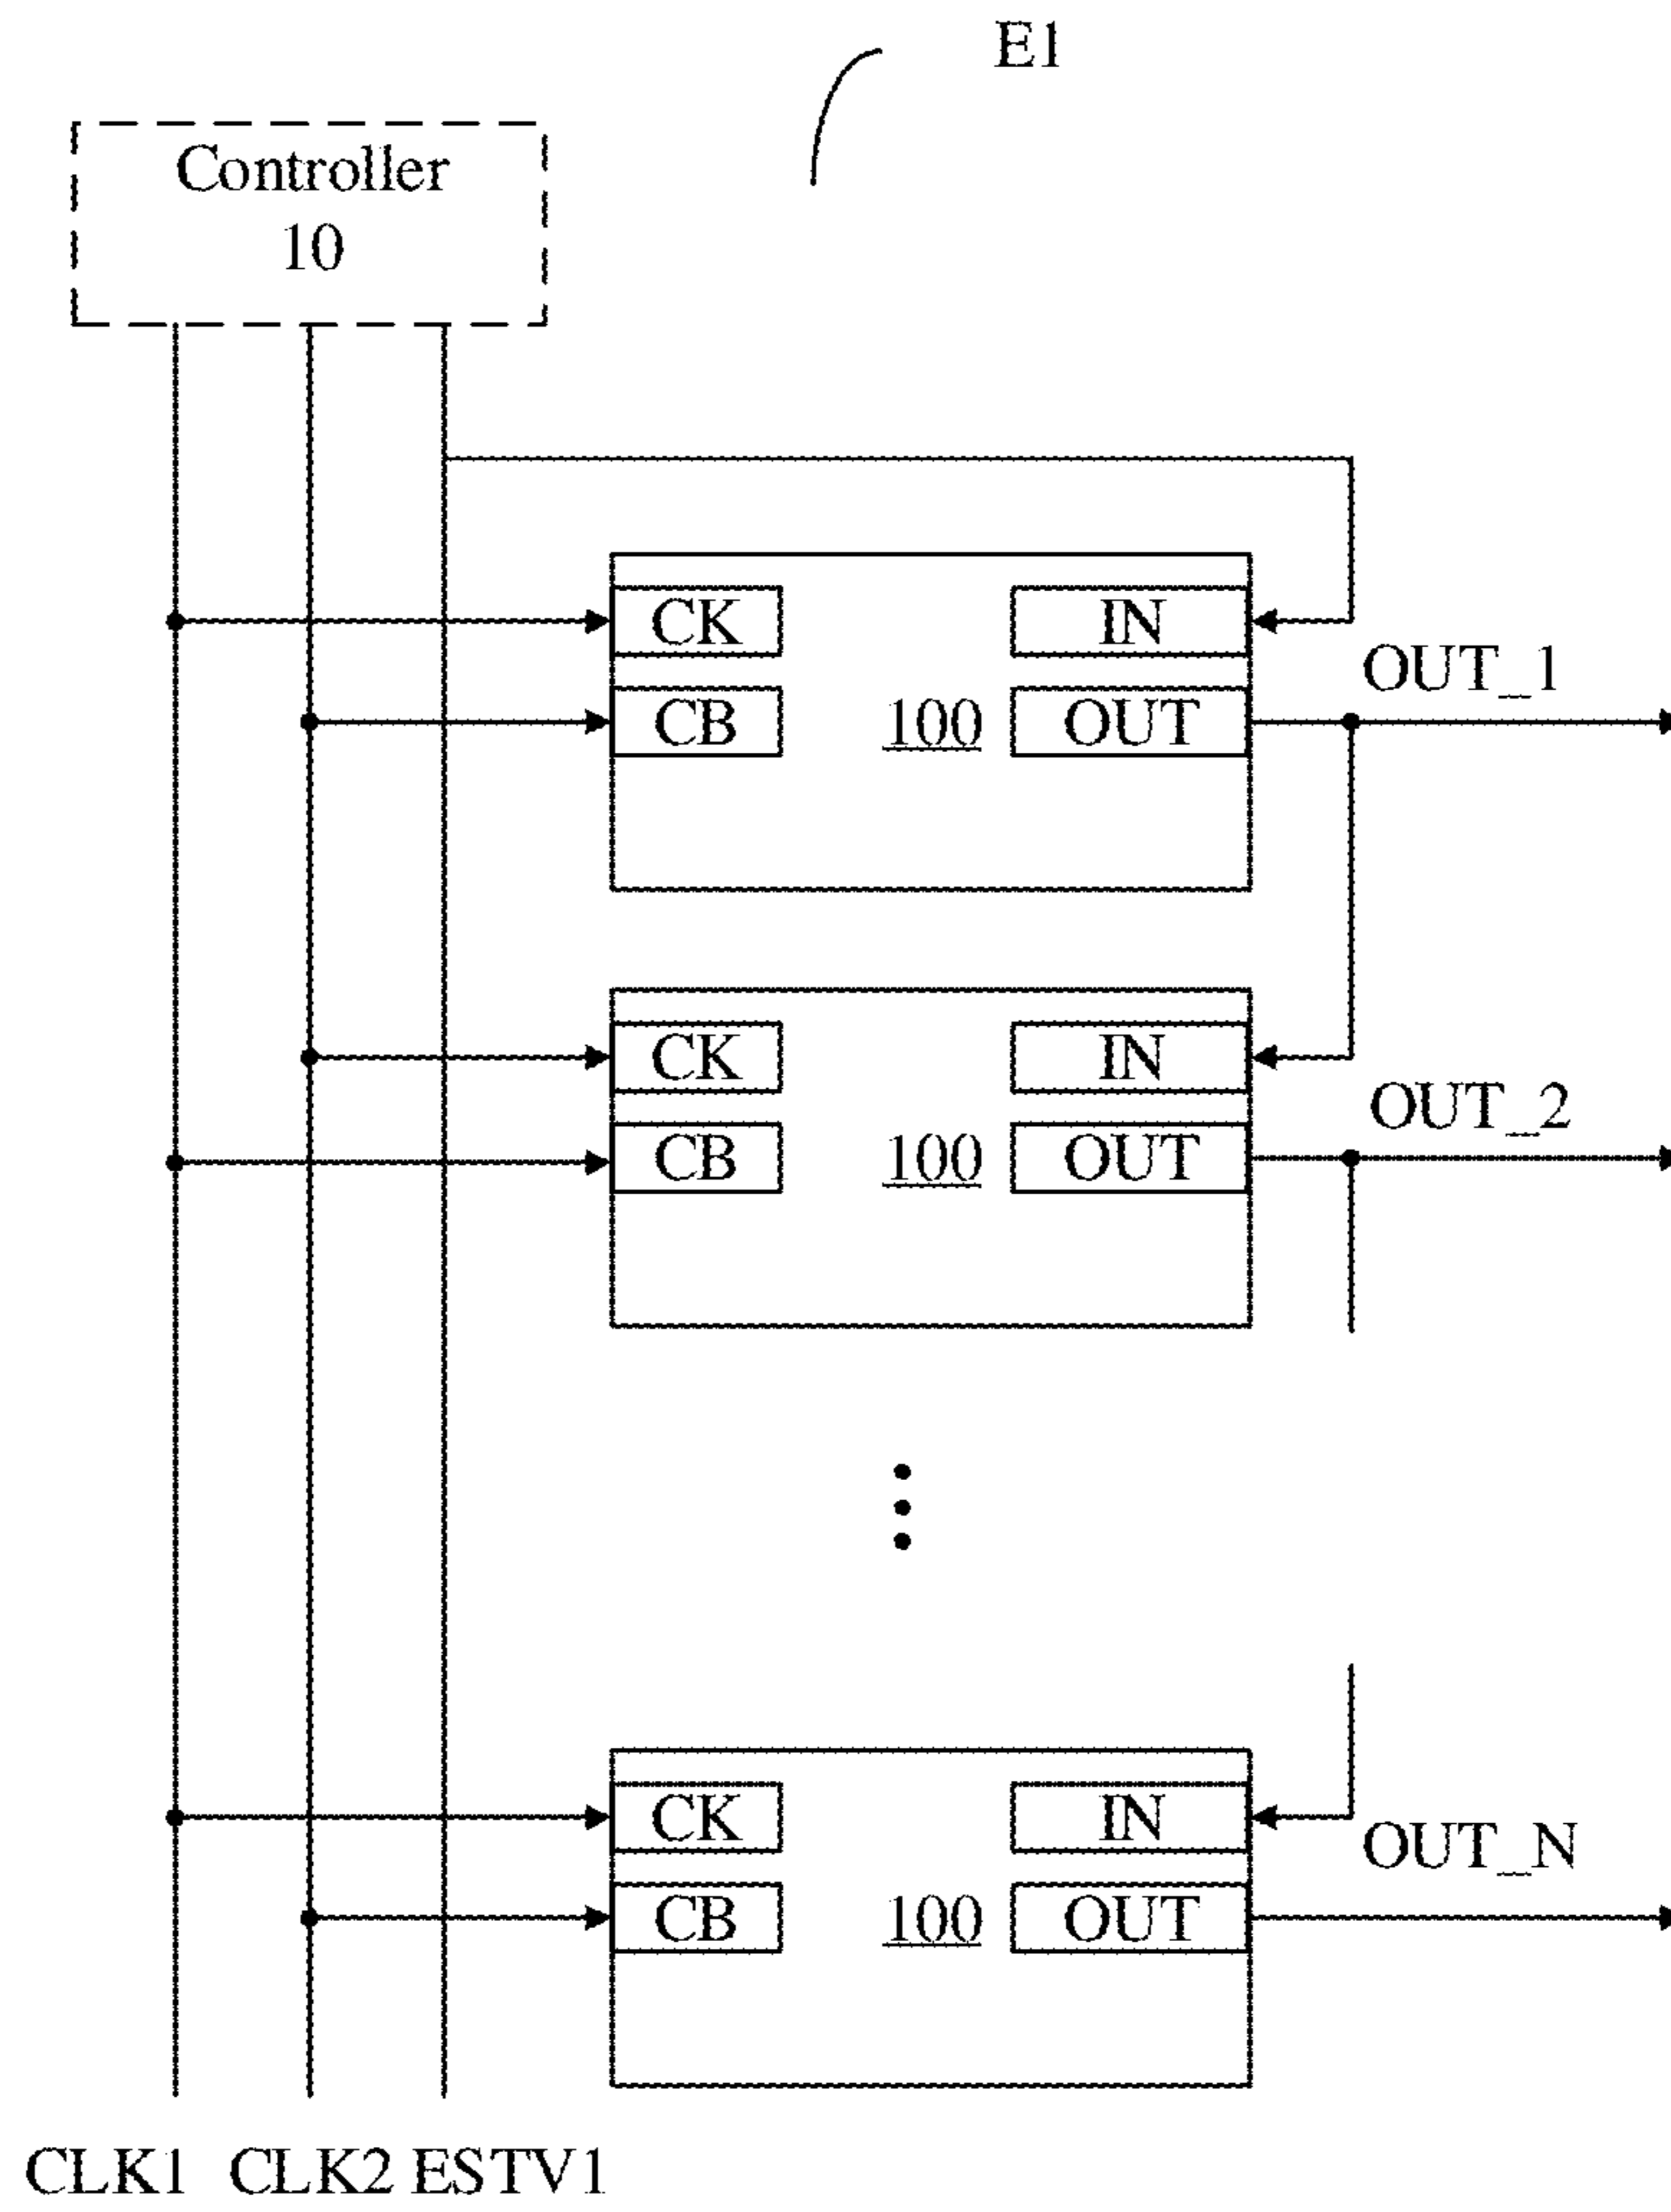 E1
Controller
10
CK IN
OUT_1
CB 100 OUT
CK IN
OUT_2
CB 100 OUT
CK IN
OUT_N
CB 100 OUT
CLK1 CLK2 ESTV1